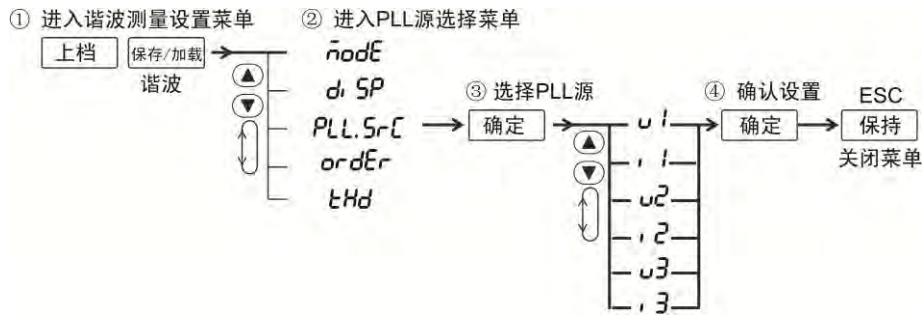 ① 进入谐波测量设置菜单
② 进入PLL源选择菜单
上档
保存/加载
谐波
modE
di SP
PLL.SrC
ordEr
tHd
③ 选择PLL源
确定
u1
i1
u2
i2
u3
i3
④ 确认设置
确定
ESC
保持
关闭菜单